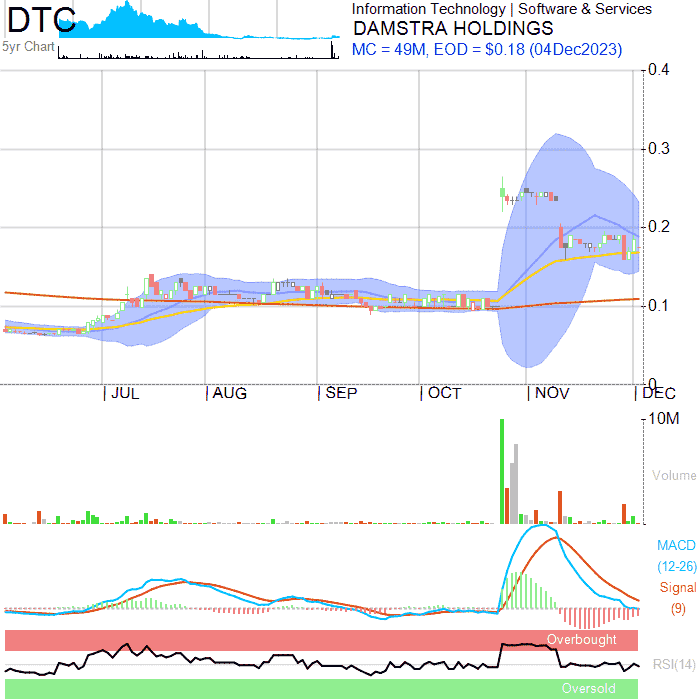 DTC
5yr Chart
Information Technology | Software & Services
DAMSTRA HOLDINGS
MC = 49M, EOD = $0.18 (04Dec2023)
0.4
0.3
0.2
0.1
0
JUL
AUG
SEP
OCT
NOV
DEC
10M
Volume
MACD
(12-26)
Signal
(9)
Overbought
RSI(14)
Oversold